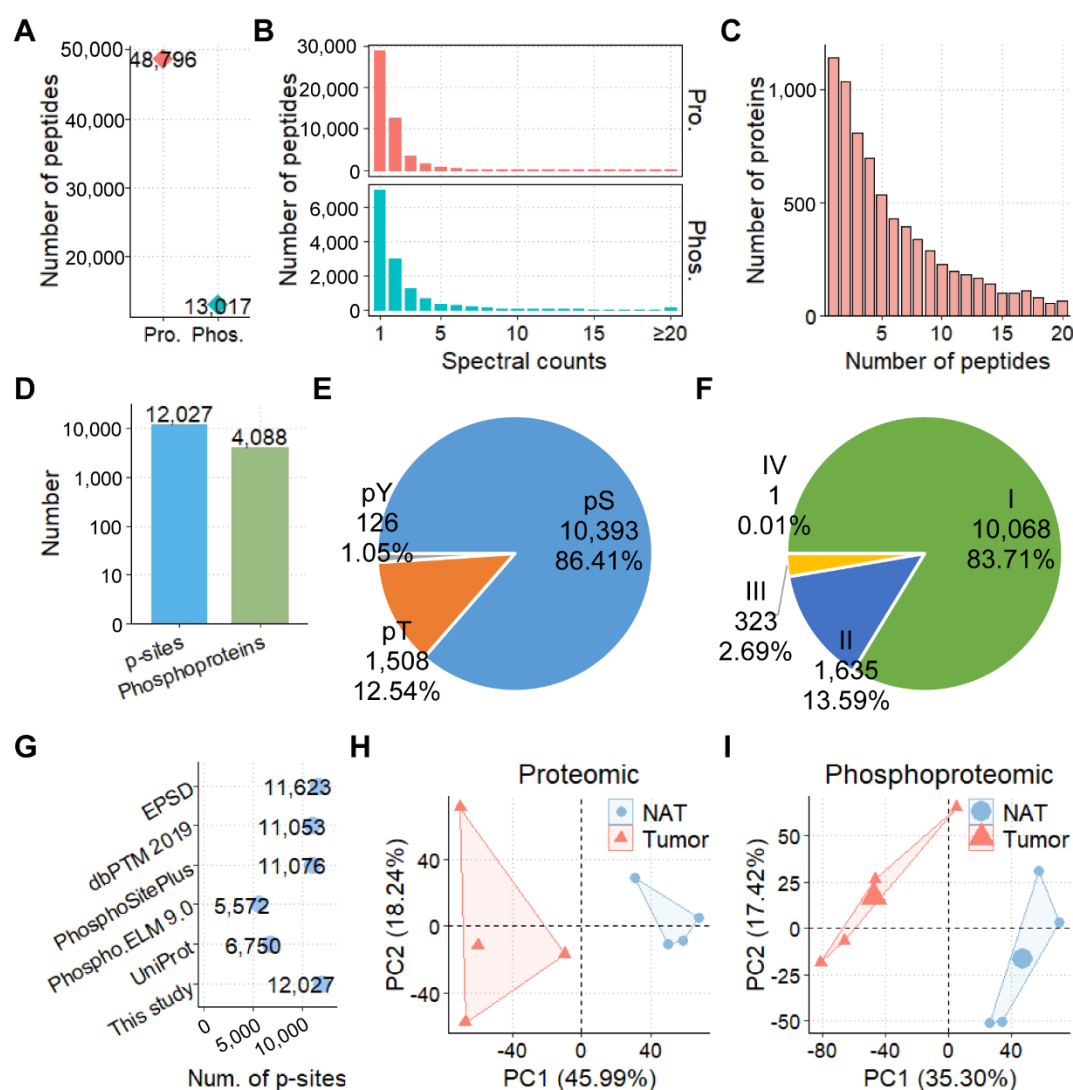 A
Number of peptides
50,000
40,000
30,000
20,000
48,796
13,017
Pro. Phos.
B
Number of peptides
30,000
20,000
10,000
0
Pro.
6,000
4,000
2,000
0
Phos.
1 5 10 15 ≥20
Spectral counts
C
Number of proteins
1,000
500
0
5 10 15 20
Number of peptides
D
Number
10,000
1,000
100
10
0
12,027
4,088
p-sites
Phosphoproteins
E
pY
126
1.05%
pS
10,393
86.41%
pT
1,508
12.54%
F
IV
1
0.01%
I
10,068
83.71%
III
323
2.69%
II
1,635
13.59%
G
EPSD 11,623
dbPTM 2019 11,053
PhosphoSitePlus 11,076
Phospho.ELM 9.0 5,572
UniProt 6,750
This study 12,027
0 5,000 10,000
Num. of p-sites
H
Proteomic
NAT
Tumor
PC2 (18.24%)
40
0
-40
-40 0 40
PC1 (45.99%)
I
Phosphoproteomic
NAT
Tumor
PC2 (17.42%)
50
25
0
-25
-50
-80 -40 0 40
PC1 (35.30%)